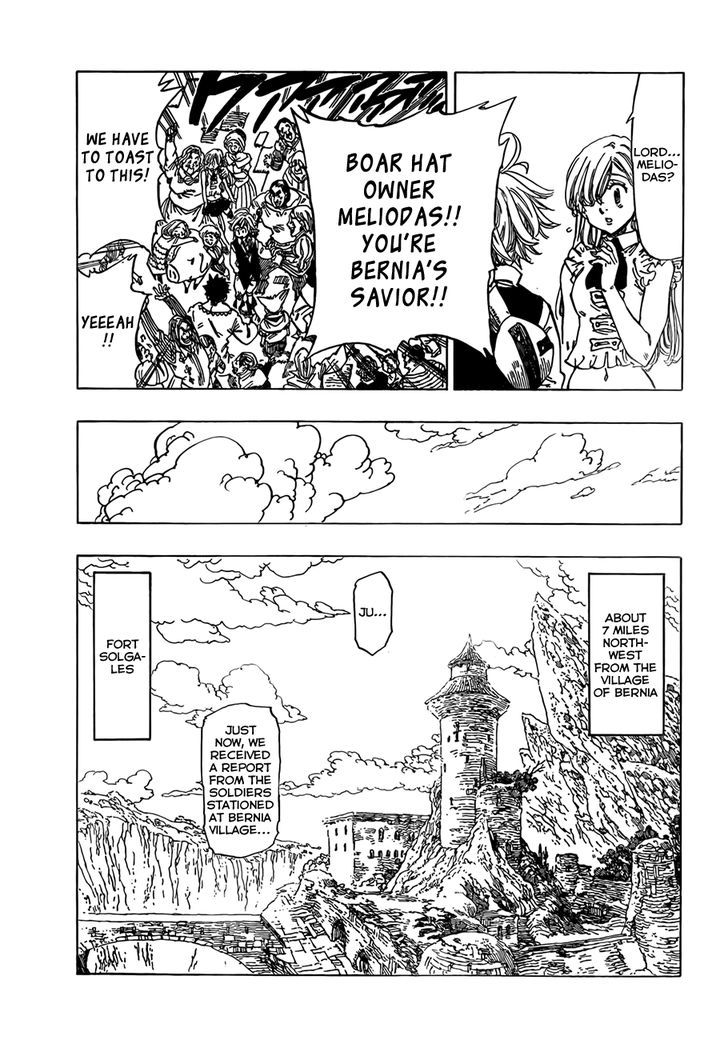 LORD...
MELIO-
DAS?
BOAR HAT
OWNER
MELIODAS!!
YOU'RE
BERNIA'S
SAVIOR!!
WE HAVE
TO TOAST
TO THIS!
YEEEAH
!!
ABOUT
7 MILES
NORTH-
WEST
FROM THE
VILLAGE
OF BERNIA
JU...
JUST
NOW, WE
RECEIVED
A REPORT
FROM THE
SOLDIERS
STATIONED
AT BERNIA
VILLAGE...
FORT
SOLGA-
LES